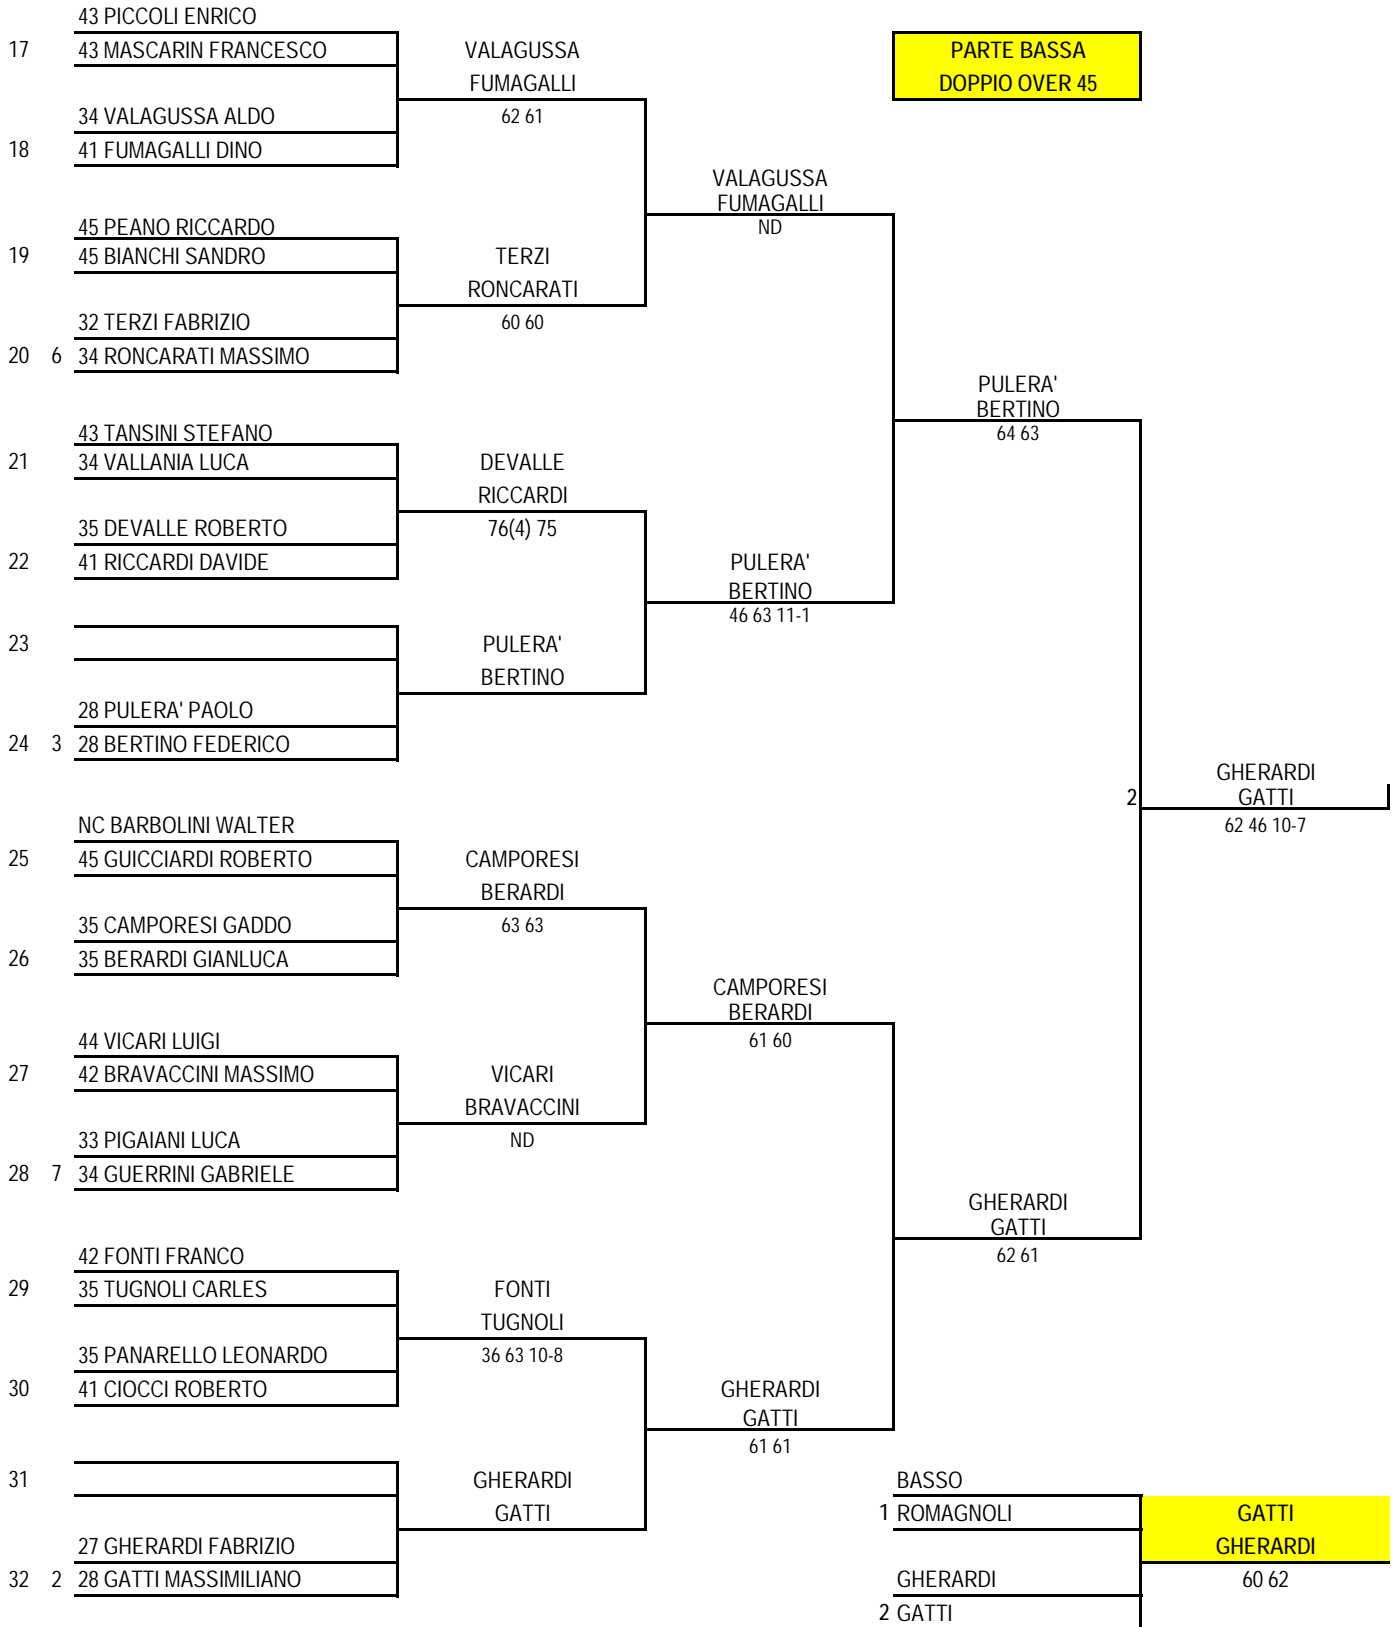 43 PICCOLI ENRICO
17 43 MASCARIN FRANCESCO
VALAGUSSA
FUMAGALLI
62 61
PARTE BASSA
DOPPIO OVER 45
34 VALAGUSSA ALDO
18 41 FUMAGALLI DINO
VALAGUSSA
FUMAGALLI
ND
45 PEANO RICCARDO
19 45 BIANCHI SANDRO
TERZI
RONCARATI
60 60
32 TERZI FABRIZIO
20 6 34 RONCARATI MASSIMO
PULERA'
BERTINO
64 63
43 TANSINI STEFANO
21 34 VALLANIA LUCA
DEVALLE
RICCARDI
76(4) 75
35 DEVALLE ROBERTO
22 41 RICCARDI DAVIDE
PULERA'
BERTINO
46 63 11-1
23
PULERA'
BERTINO
28 PULERA' PAOLO
24 3 28 BERTINO FEDERICO
2
GHERARDI
GATTI
62 46 10-7
NC BARBOLINI WALTER
25 45 GUICCIARDI ROBERTO
CAMPORESI
BERARDI
63 63
35 CAMPORESI GADDO
26 35 BERARDI GIANLUCA
CAMPORESI
BERARDI
61 60
44 VICARI LUIGI
27 42 BRAVACCINI MASSIMO
VICARI
BRAVACCINI
ND
33 PIGAIANI LUCA
28 7 34 GUERRINI GABRIELE
GHERARDI
GATTI
62 61
42 FONTI FRANCO
29 35 TUGNOLI CARLES
FONTI
TUGNOLI
36 63 10-8
35 PANARELLO LEONARDO
30 41 CIOCCI ROBERTO
GHERARDI
GATTI
61 61
31
GHERARDI
GATTI
27 GHERARDI FABRIZIO
32 2 28 GATTI MASSIMILIANO
BASSO
1 ROMAGNOLI
GATTI
GHERARDI
60 62
GHERARDI
2 GATTI